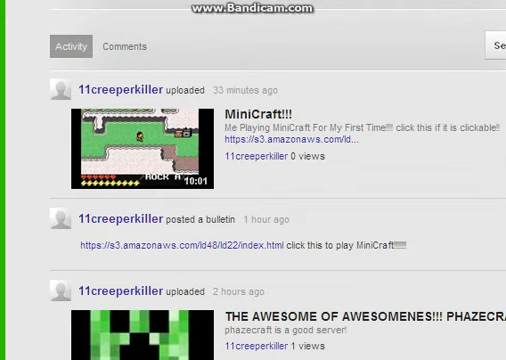 www.Bandicam.com
Activity
Comments
Se
11creeperkiller uploaded 33 minutes ago
MiniCraft!!!
Me Playing MiniCraft For My First Time!!! click this if it is clickable!!
https://s3.amazonaws.com/ld...
11creeperkiller 0 views
10:01
11creeperkiller posted a bulletin 1 hour ago
https://s3.amazonaws.com/ld48/ld22/index.html click this to play MiniCraft!!!!!
11creeperkiller uploaded 2 hours ago
THE AWESOME OF AWESOMENES!!! PHAZECRA
phazecraft is a good server!
11creeperkiller 1 views